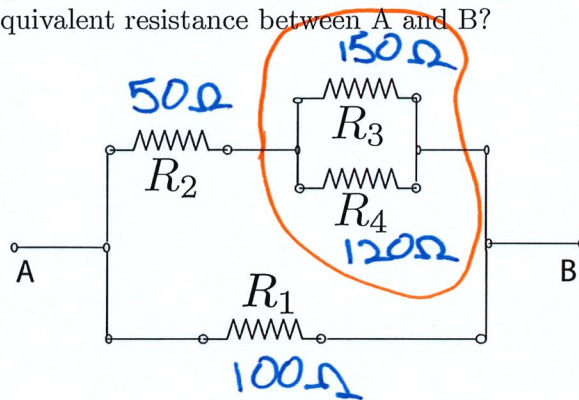 quivalent resistance between A and B?
150Ω
50Ω
R3
R2
R4
120Ω
A
B
R1
100Ω